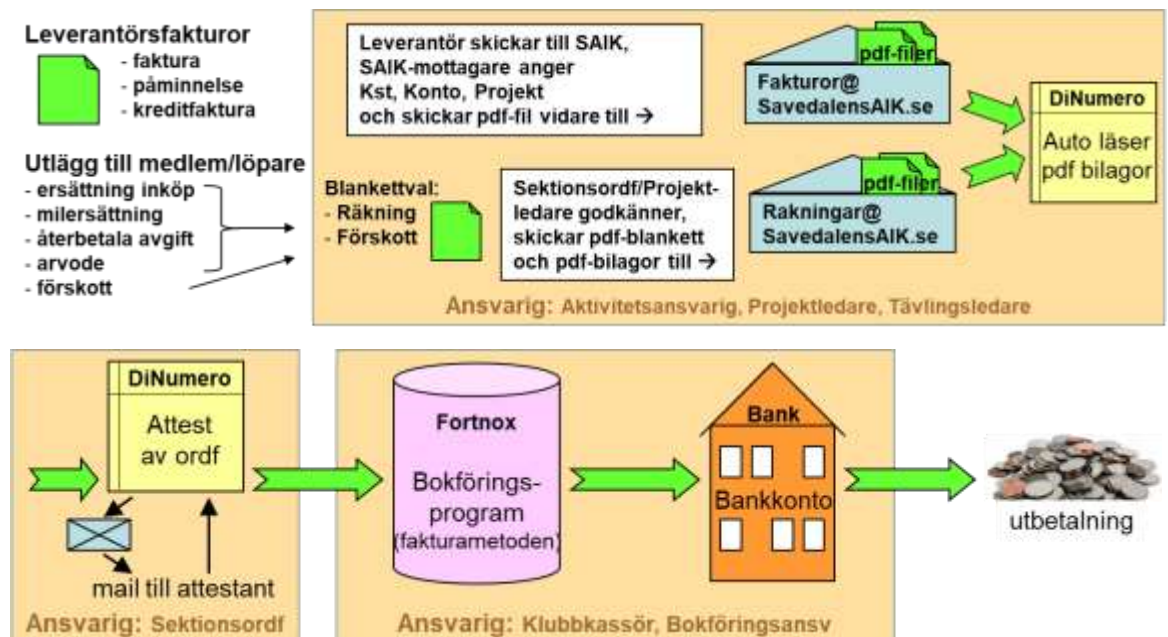 Leverantörsfakturor
- faktura
- påminnelse
- kreditfaktura
Utlägg till medlem/löpare
- ersättning inköp
- milersättning
- återbetala avgift
- arvode
- förskott
Leverantör skickar till SAIK,
SAIK-mottagare anger
Kst, Konto, Projekt
och skickar pdf-fil vidare till →
pdf-filer
Fakturor@
SavedalensAIK.se
Blankettval:
- Räkning
- Förskott
Sektionsordf/Projekt-
ledare godkänner,
skickar pdf-blankett
och pdf-bilagor till →
pdf-filer
Rakningar@
SavedalensAIK.se
DiNumero
Auto läser
pdf bilagor
Ansvarig: Aktivitetsansvarig, Projektledare, Tävlingsledare
DiNumero
Attest
av ordf
mail till attestant
Ansvarig: Sektionsordf
Fortnox
Bokförings-
program
(fakturametoden)
Bank
Bankkonto
Ansvarig: Klubbkassör, Bokföringsansv
utbetalning